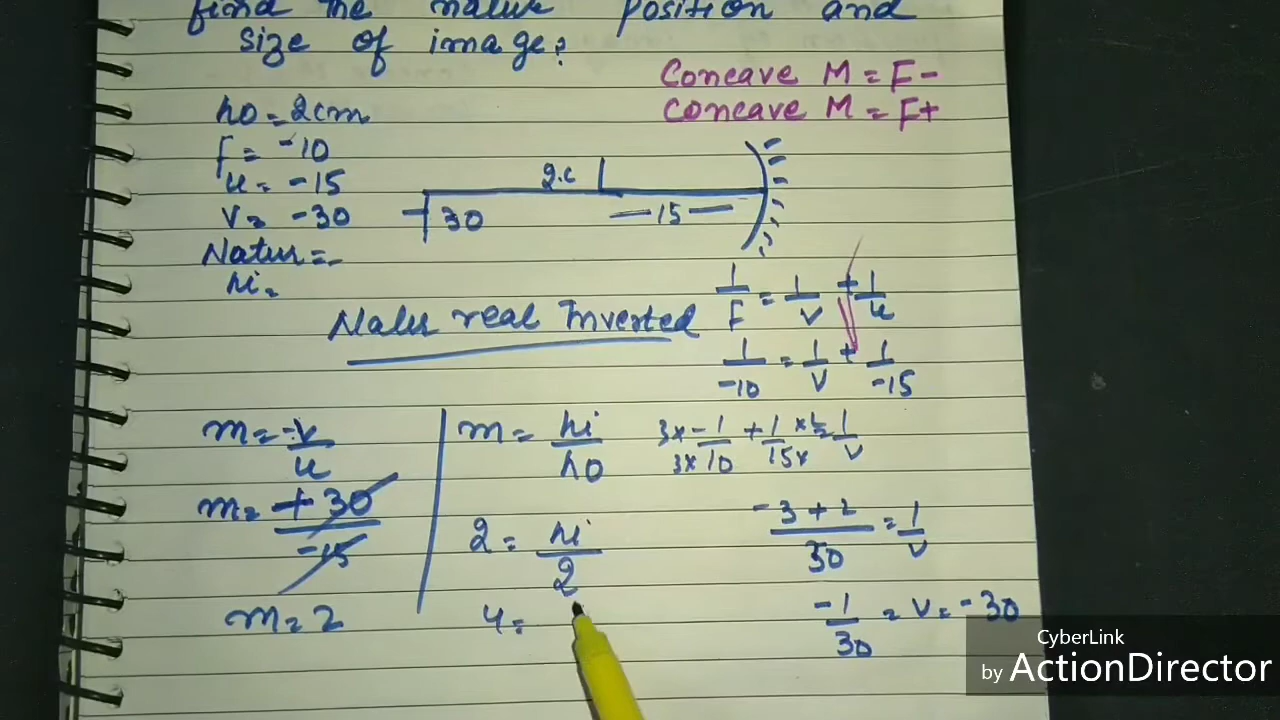 find the nature position and
size of image?
Concave M = F-
Concave M = F+
ho = 2cm
f = -10
u = -15
v = -30
Natur = -
hi =
2.c
30
15
Natur real Inverted
1/F = 1/v + 1/u
1/-10 = 1/v + 1/-15
m = -v/u
m = +30/-15
m = 2
m = hi/ho
2 = hi/2
4 =
3x-1/3x10 + 1x2/15x = 1/v
-3+2/30 = 1/v
-1/30 = v = -30
CyberLink
by ActionDirector